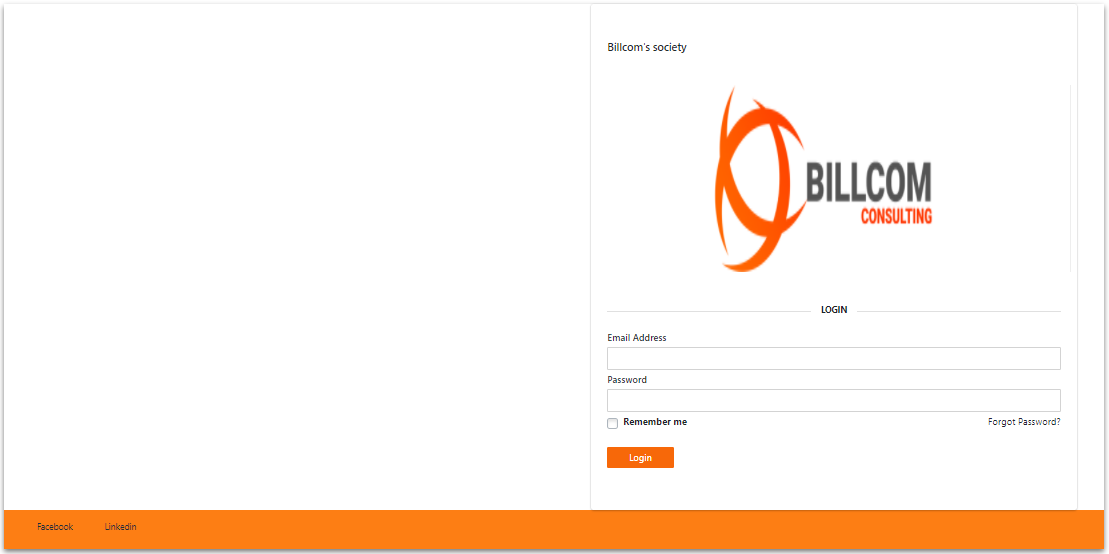 Billcom's society
BILLCOM
CONSULTING
LOGIN
Email Address
Password
Remember me
Forgot Password?
Login
Facebook
Linkedin